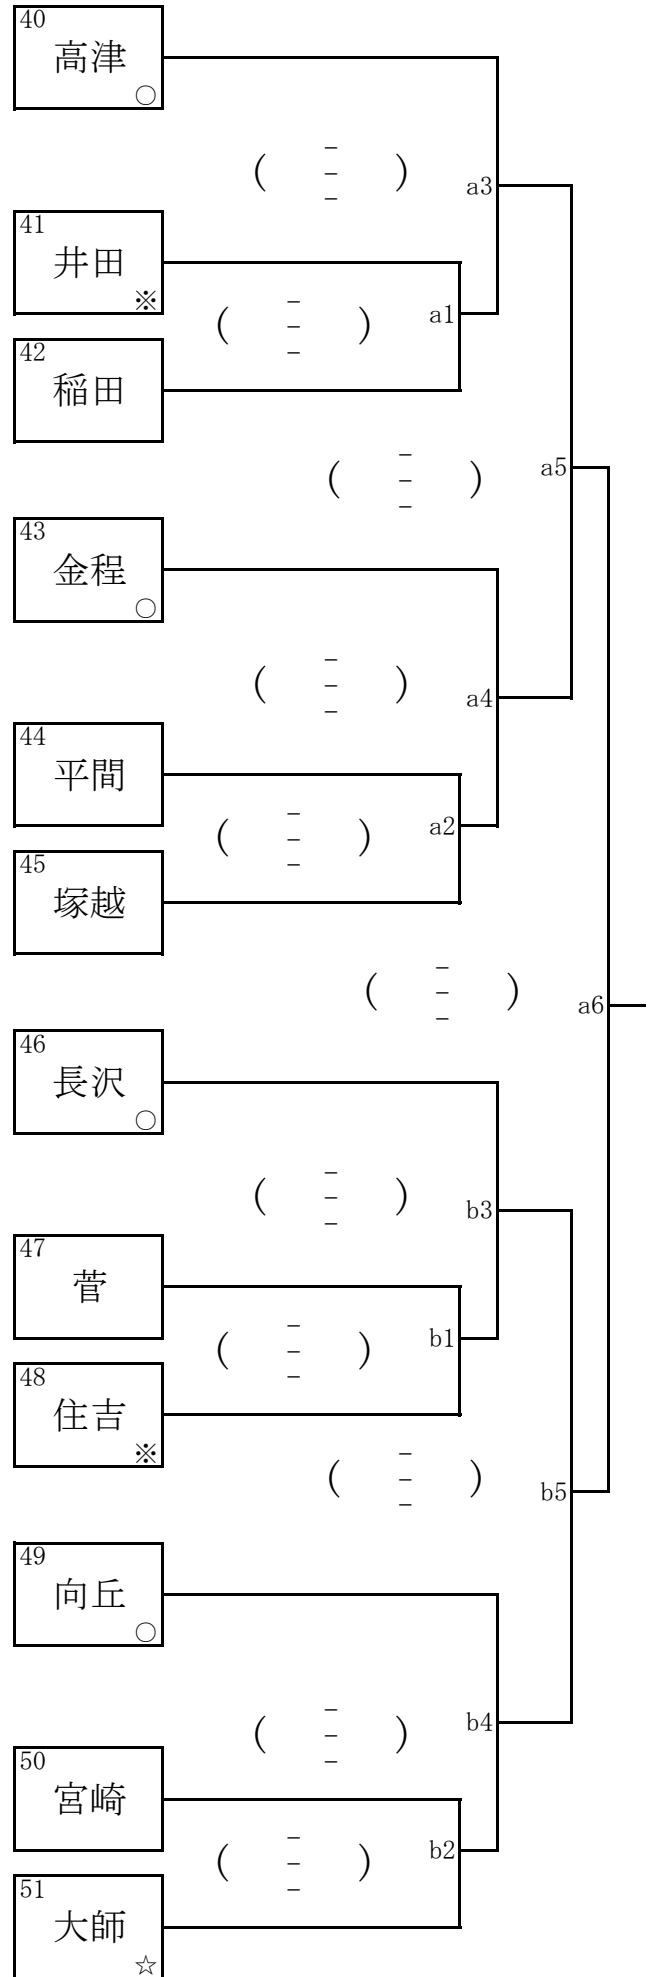 40
高津
○
-
( - ) a3
-
41
井田
※
-
( - ) a1
-
42
稲田
-
( - ) a5
-
43
金程
○
-
( - ) a4
-
44
平間
-
( - ) a2
-
45
塚越
-
( - ) a6
-
46
長沢
○
-
( - ) b3
-
47
菅
-
( - ) b1
-
48
住吉
※
-
( - ) b5
-
49
向丘
○
-
( - ) b4
-
50
宮崎
-
( - ) b2
-
51
大師
☆